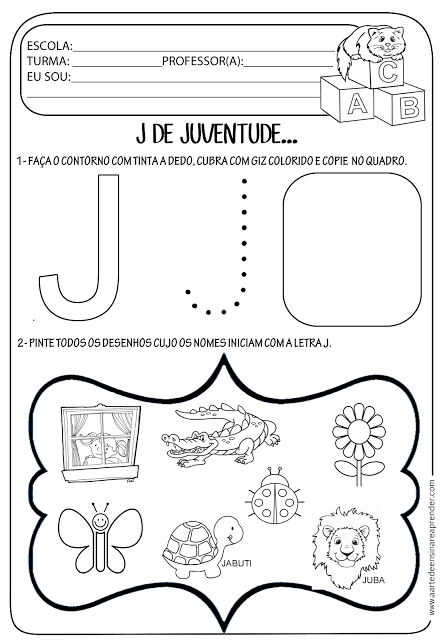 ESCOLA:
TURMA: PROFESSOR(A):
EU SOU:
C
A B
J DE JUVENTUDE...
1- FAÇA O CONTORNO COM TINTA A DEDO, CUBRA COM GIZ COLORIDO E COPIE NO QUADRO.
J J
2- PINTE TODOS OS DESENHOS CUJO OS NOMES INICIAM COM A LETRA J.
JABUTI
JUBA
www.aartedeensinareaprender.com